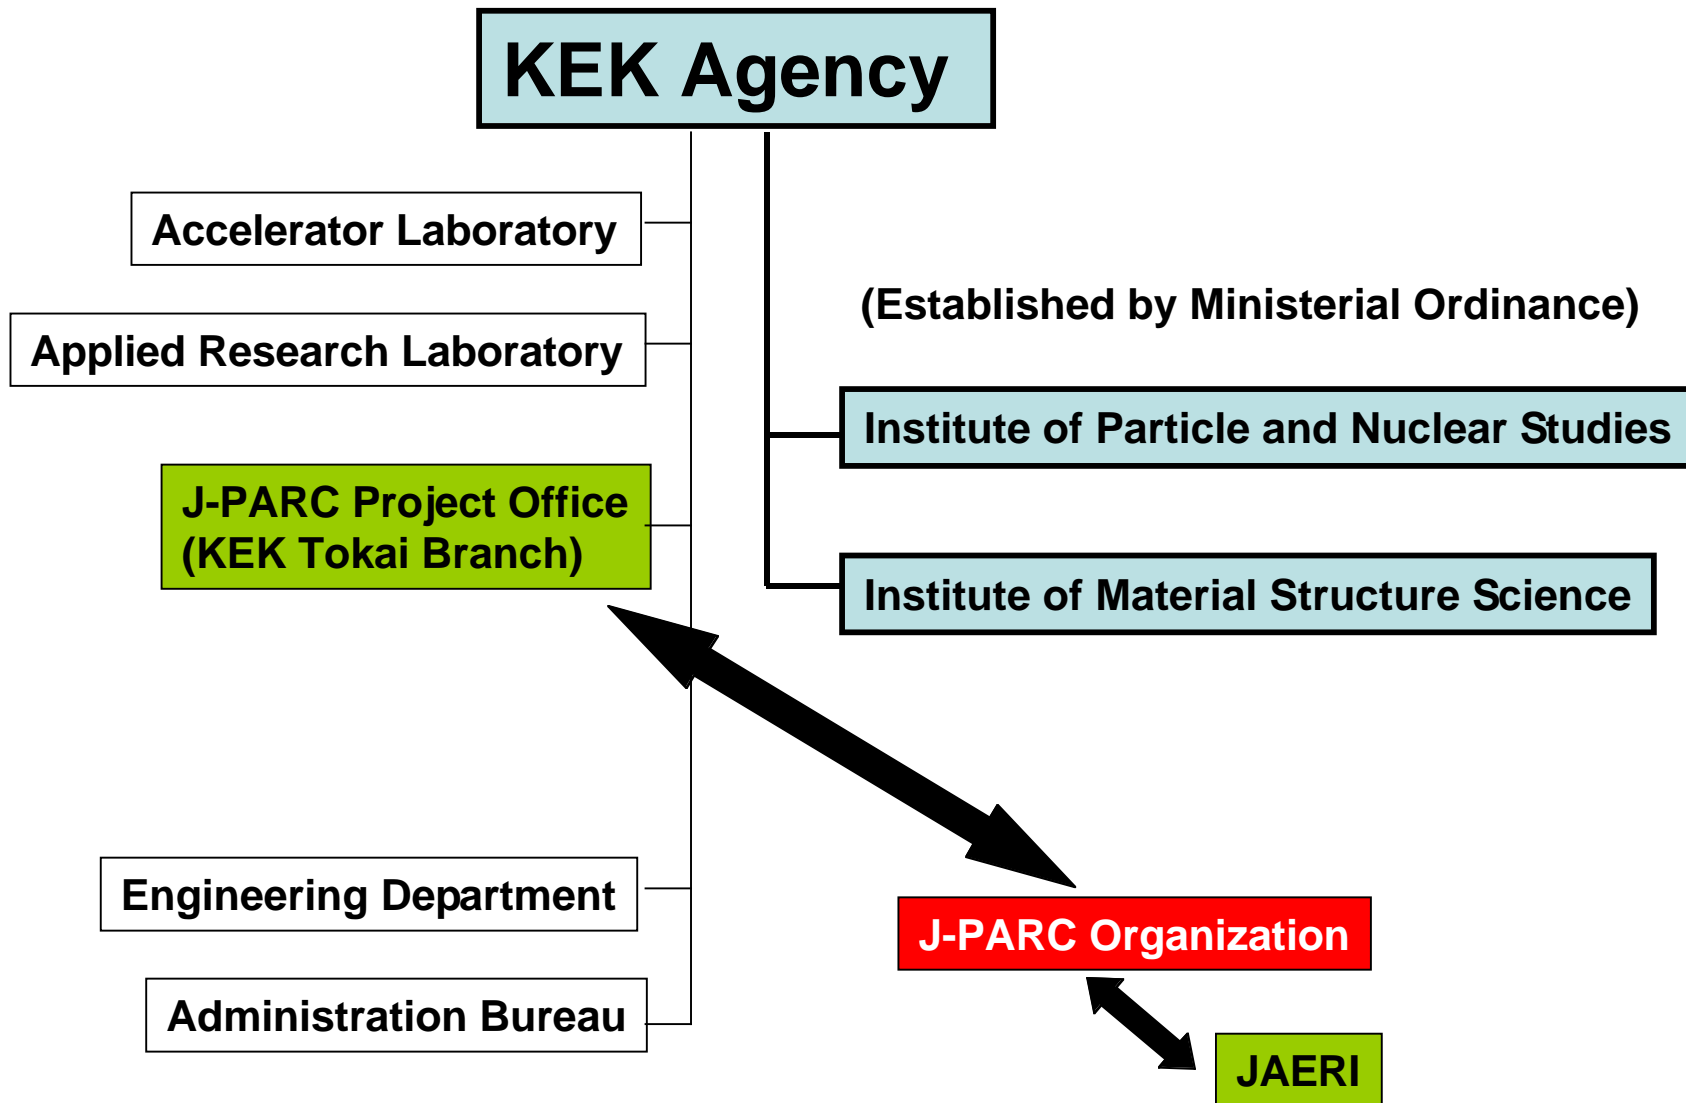 KEK Agency
Accelerator Laboratory
(Established by Ministerial Ordinance)
Applied Research Laboratory
Institute of Particle and Nuclear Studies
J-PARC Project Office
(KEK Tokai Branch)
Institute of Material Structure Science
Engineering Department
J-PARC Organization
Administration Bureau
JAERI